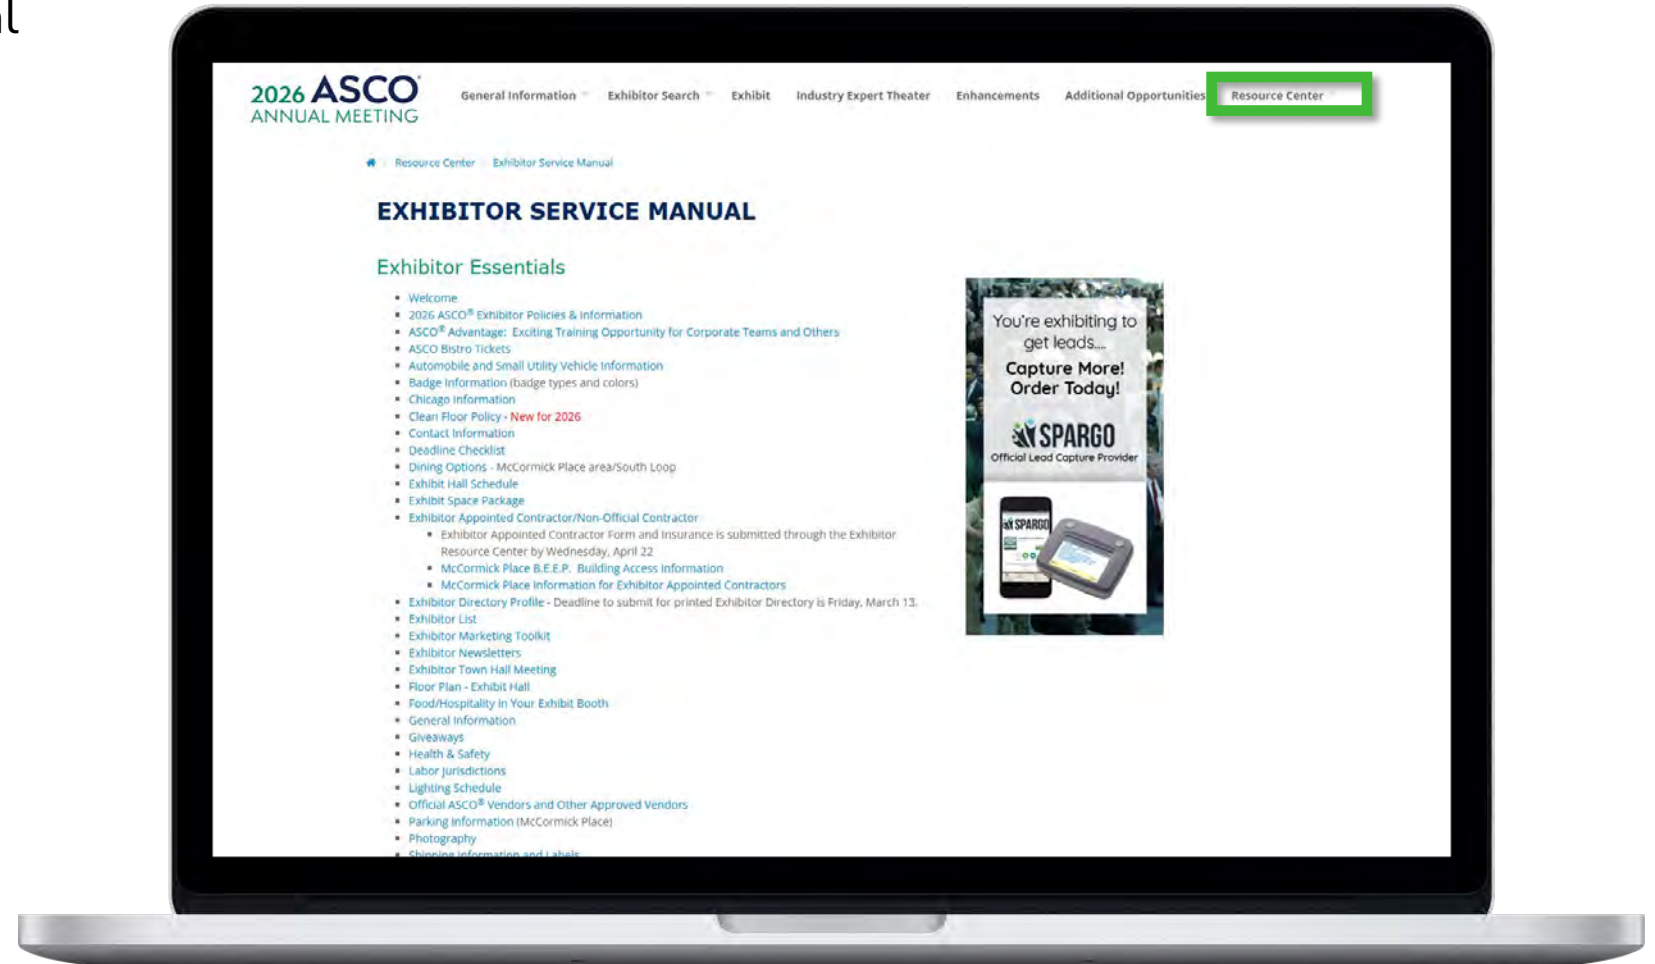 2026 ASCO®
ANNUAL MEETING
General Information
Exhibitor Search
Exhibit
Industry Expert Theater
Enhancements
Additional Opportunities
Resource Center
Resource Center
Exhibitor Service Manual
EXHIBITOR SERVICE MANUAL
Exhibitor Essentials
Welcome
2026 ASCO® Exhibitor Policies & Information
ASCO® Advantage: Exciting Training Opportunity for Corporate Teams and Others
ASCO Bistro Tickets
Automobile and Small Utility Vehicle Information
Badge Information (badge types and colors)
Chicago Information
Clean Floor Policy - New for 2026
Contact Information
Deadline Checklist
Dining Options - McCormick Place area/South Loop
Exhibit Hall Schedule
Exhibit Space Package
Exhibitor Appointed Contractor/Non-Official Contractor
Exhibitor Appointed Contractor Form and Insurance is submitted through the Exhibitor
Resource Center by Wednesday, April 22
McCormick Place B.E.E.P. Building Access Information
McCormick Place Information for Exhibitor Appointed Contractors
Exhibitor Directory Profile - Deadline to submit for printed Exhibitor Directory is Friday, March 13.
Exhibitor List
Exhibitor Marketing Toolkit
Exhibitor Newsletters
Exhibitor Town Hall Meeting
Floor Plan - Exhibit Hall
Food/Hospitality in Your Exhibit Booth
General Information
Giveaways
Health & Safety
Labor Jurisdictions
Lighting Schedule
Official ASCO® Vendors and Other Approved Vendors
Parking Information (McCormick Place)
Photography
Shipping Information and Labels
You're exhibiting to
get leads....
Capture More!
Order Today!
SPARGO
Official Lead Capture Provider
SPARGO